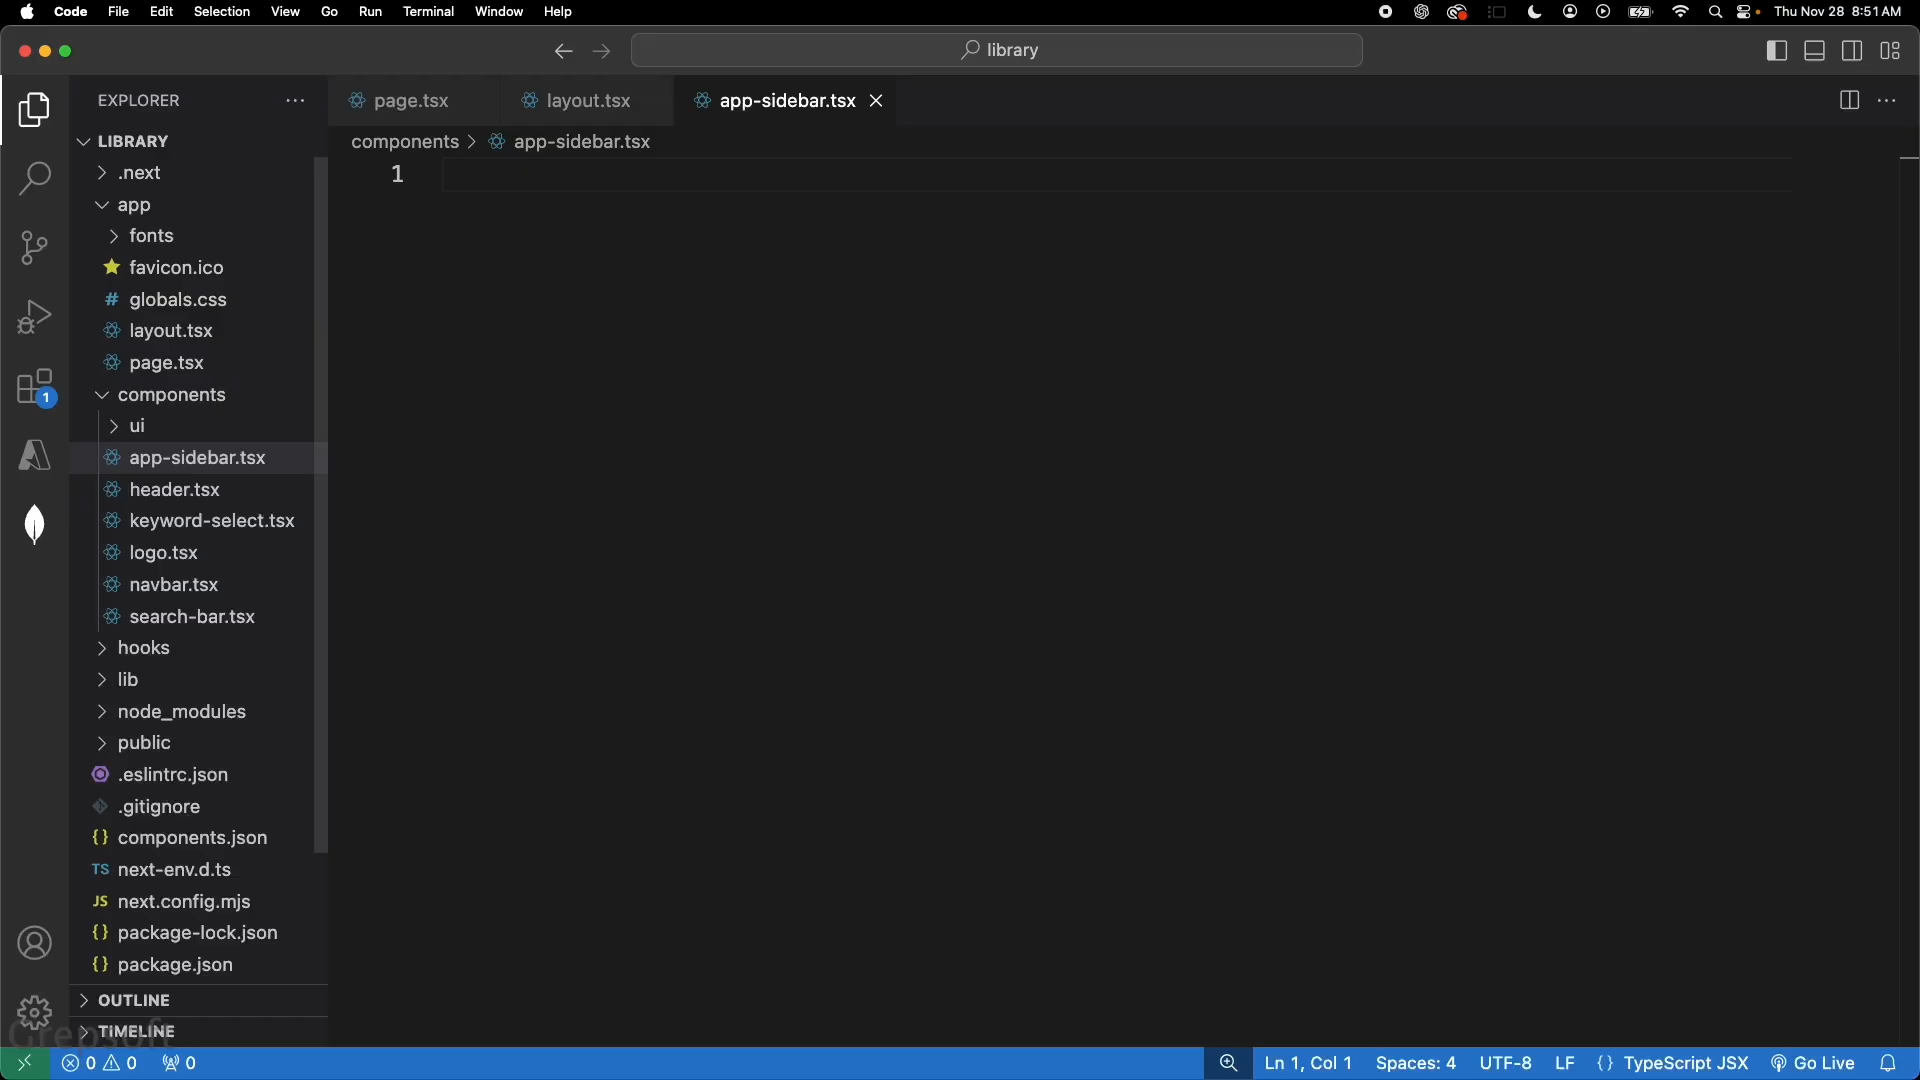 Code File Edit Selection View Go Run Terminal Window Help Thu Nov 28 8:51AM
library
EXPLORER
page.tsx layout.tsx app-sidebar.tsx
LIBRARY
components > app-sidebar.tsx
1
.next
app
fonts
favicon.ico
# globals.css
layout.tsx
page.tsx
components
1
ui
app-sidebar.tsx
header.tsx
keyword-select.tsx
logo.tsx
navbar.tsx
search-bar.tsx
hooks
lib
node_modules
public
.eslintrc.json
.gitignore
{} components.json
TS next-env.d.ts
JS next.config.mjs
{} package-lock.json
{} package.json
OUTLINE
TIMELINE
Grepsoft
0 0 0 Ln 1, Col 1 Spaces: 4 UTF-8 LF {} TypeScript JSX Go Live